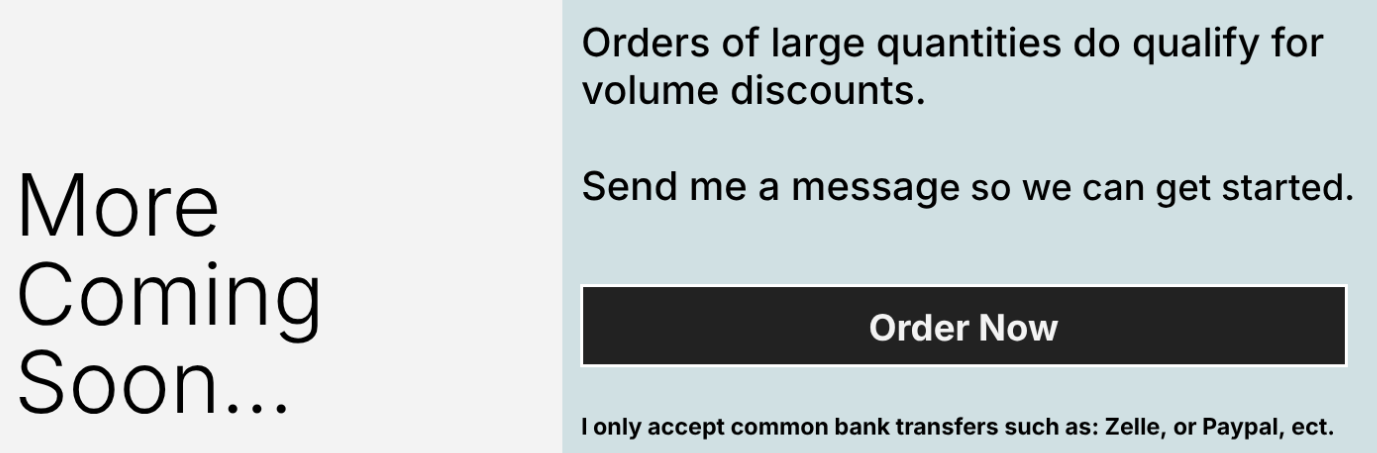 More
Coming
Soon...
Orders of large quantities do qualify for
volume discounts.
Send me a message so we can get started.
Order Now
I only accept common bank transfers such as: Zelle, or Paypal, ect.